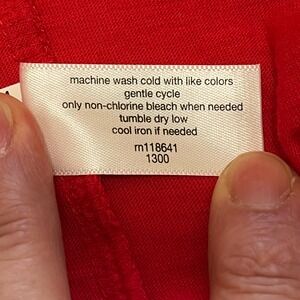 machine wash cold with like colors
gentle cycle
only non-chlorine bleach when needed
tumble dry low
cool iron if needed
rn118641
1300